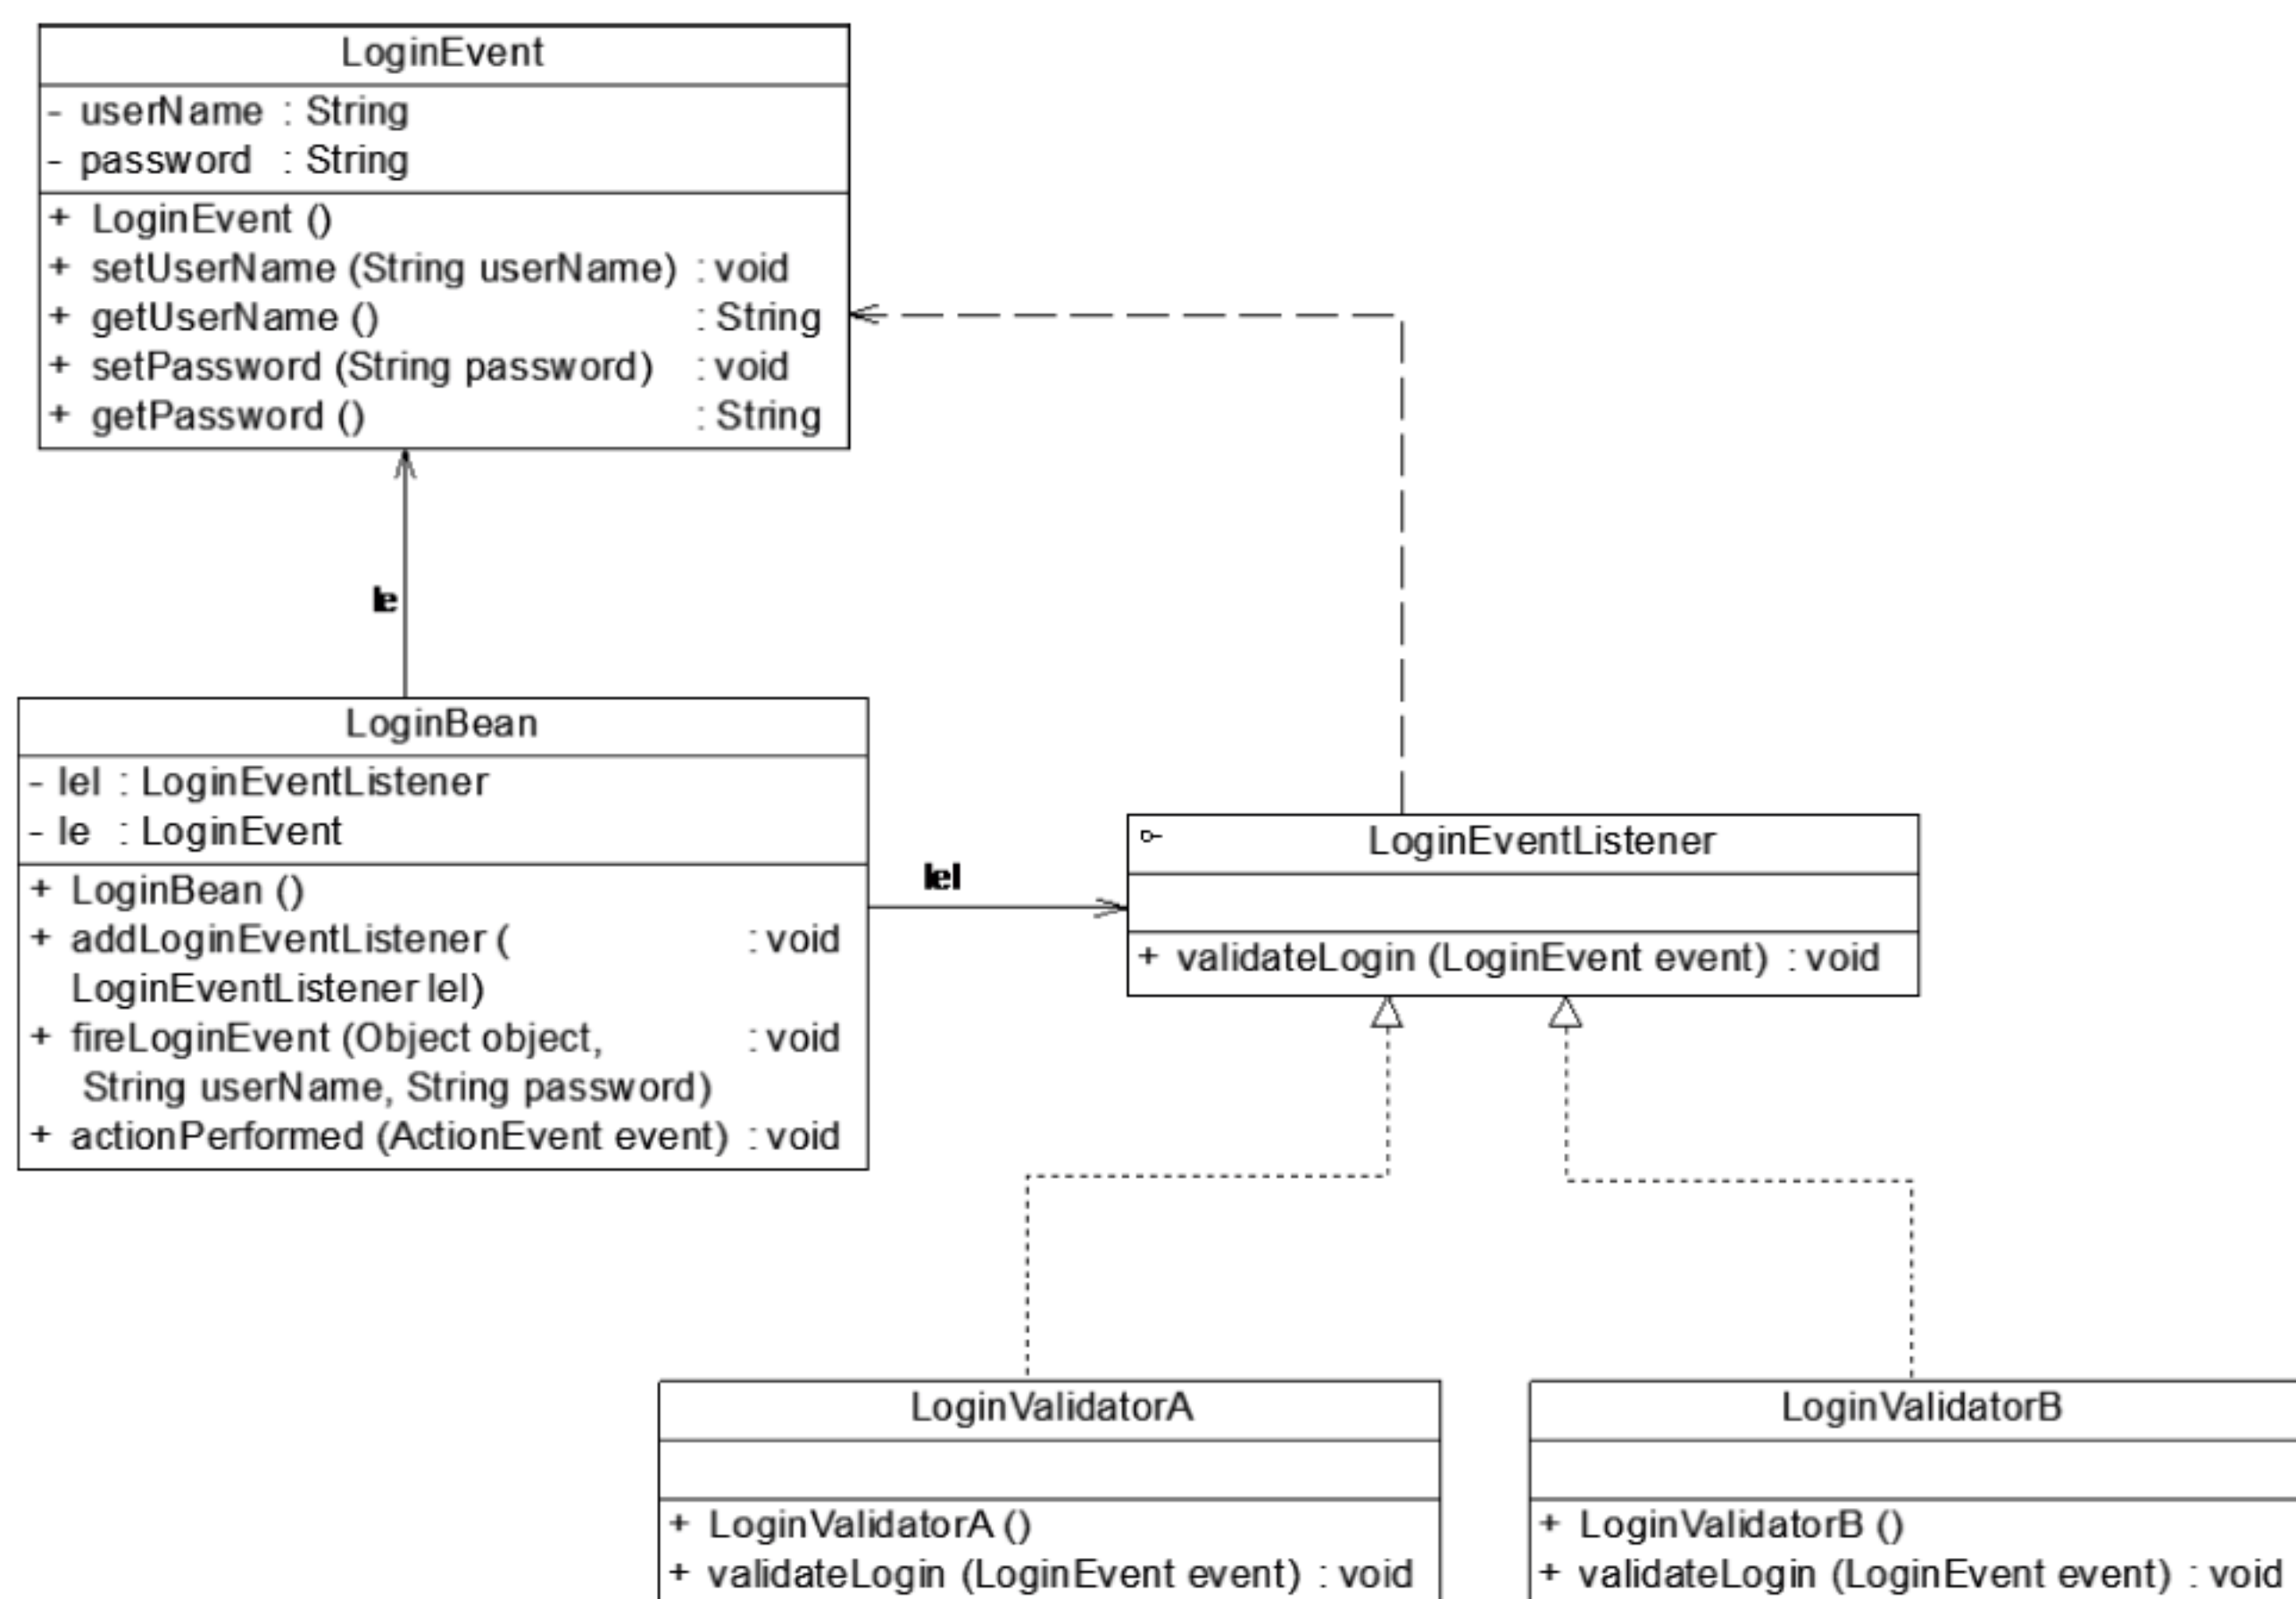 LoginEvent
- userName : String
- password : String
+ LoginEvent ()
+ setUserName (String userName) : void
+ getUserName () : String
+ setPassword (String password) : void
+ getPassword () : String
le
LoginBean
- lel : LoginEventListener
- le : LoginEvent
+ LoginBean ()
+ addLoginEventListener ( : void
LoginEventListener lel)
+ fireLoginEvent (Object object, : void
String userName, String password)
+ actionPerformed (ActionEvent event) : void
lel
LoginEventListener
+ validateLogin (LoginEvent event) : void
LoginValidatorA
+ LoginValidatorA ()
+ validateLogin (LoginEvent event) : void
LoginValidatorB
+ LoginValidatorB ()
+ validateLogin (LoginEvent event) : void